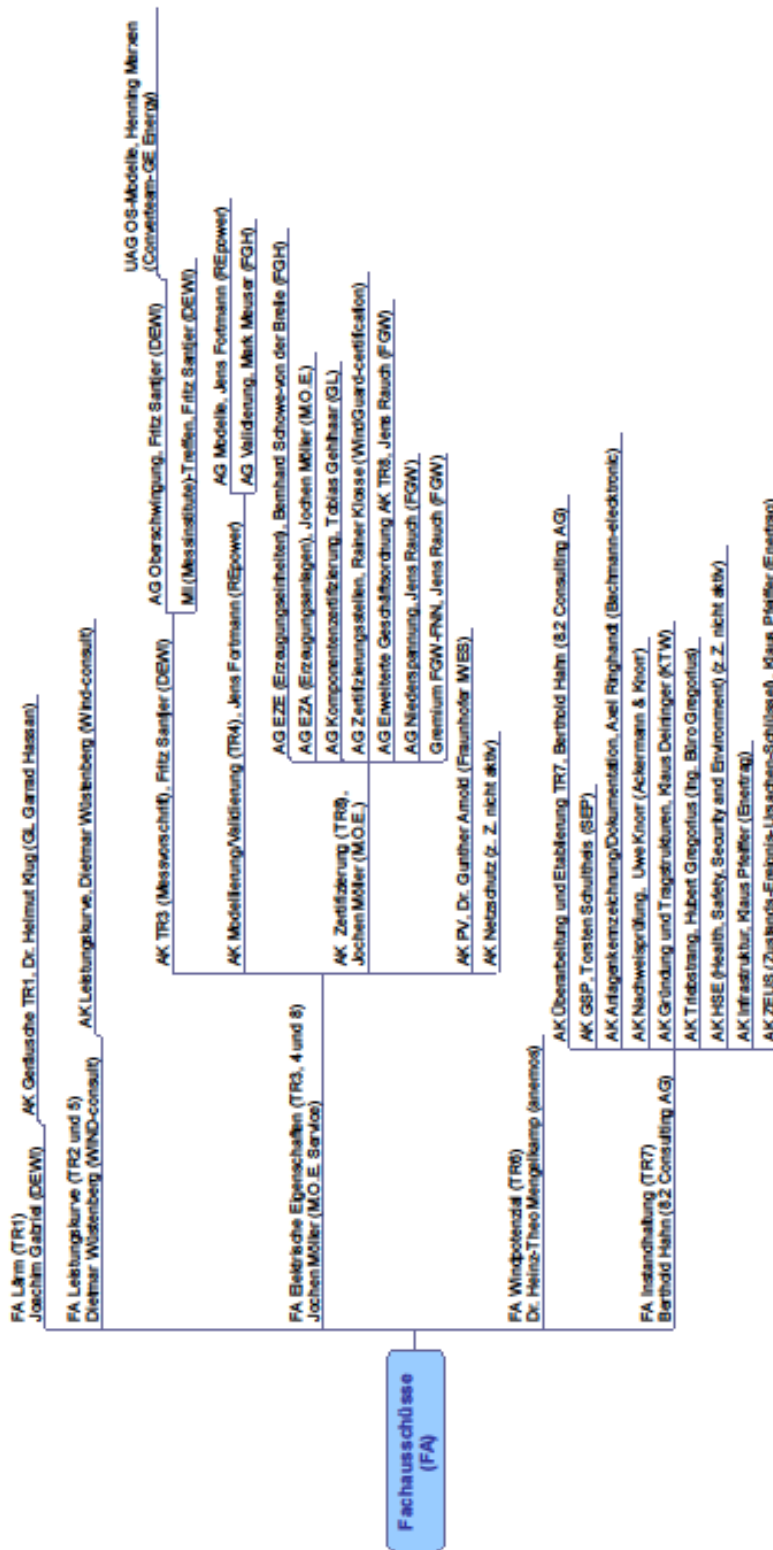 Fachausschüsse
(FA)
FA Lärm (TR1)
Joachim Gabriel (DEWI)
AK Geräusche TR1, Dr. Helmut Klug (GL Garrad Hassan)
FA Leistungskurve (TR2 und 5)
Dietmar Wüstenberg (WIND-consult)
AK Leistungskurve, Dietmar Wüstenberg (Wind-consult)
FA Elektrische Eigenschaften (TR3, 4 und 8)
Jochen Möller (M.O.E. Service)
AK TR3 (Messvorschrift), Fritz Santjer (DEWI)
AG Oberschwingung, Fritz Santjer (DEWI)
UAG OS-Modelle, Henning Marxen
(Converteam- GE Energy)
MI (Messinstitute)-Treffen, Fritz Santjer (DEWI)
AK Modellierung/Validierung (TR4), Jens Fortmann (REpower)
AG Modelle, Jens Fortmann (REpower)
AG Validierung, Mark Meuser (FGH)
AK Zertifizierung (TR8),
Jochen Möller (M.O.E.)
AG EZE (Erzeugungseinheiten), Bernhard Schowe-von der Brelie (FGH)
AG EZA (Erzeugungsanlagen), Jochen Möller (M.O.E.)
AG Komponentenzertifizierung, Tobias Gehlhaar (GL)
AG Zertifizierungsstellen, Rainer Klosse (WindGuard-certification)
AG Erweiterte Geschäftsordnung AK TR8, Jens Rauch (FGW)
AG Niederspannung, Jens Rauch (FGW)
Gremium FGW-FNN, Jens Rauch (FGW)
AK PV, Dr. Gunther Arnold (Fraunhofer IWES)
AK Netzschutz (z. Z. nicht aktiv)
FA Windpotenzial (TR6)
Dr. Heinz-Theo Mengelkamp (anemos)
FA Instandhaltung (TR7)
Berthold Hahn (8.2 Consulting AG)
AK Überarbeitung und Etablierung TR7, Berthold Hahn (8.2 Consulting AG)
AK GSP, Torsten Schultheis (SEP)
AK Anlagenkennzeichnung/Dokumentation, Axel Ringhandt (Bachmann-electronic)
AK Nachweisprüfung, Uwe Knorr (Ackermann & Knorr)
AK Gründung und Tragstrukturen, Klaus Deininger (KTW)
AK Triebstrang, Hubert Gregorius (Ing. Büro Gregorius)
AK HSE (Health, Safety, Security and Environment) (z. Z. nicht aktiv)
AK Infrastruktur, Klaus Pfeiffer (Enertrag)
AK ZEUS (Zustands-Ereignis-Ursachen-Schlüssel), Klaus Pfeiffer (Enertrag)